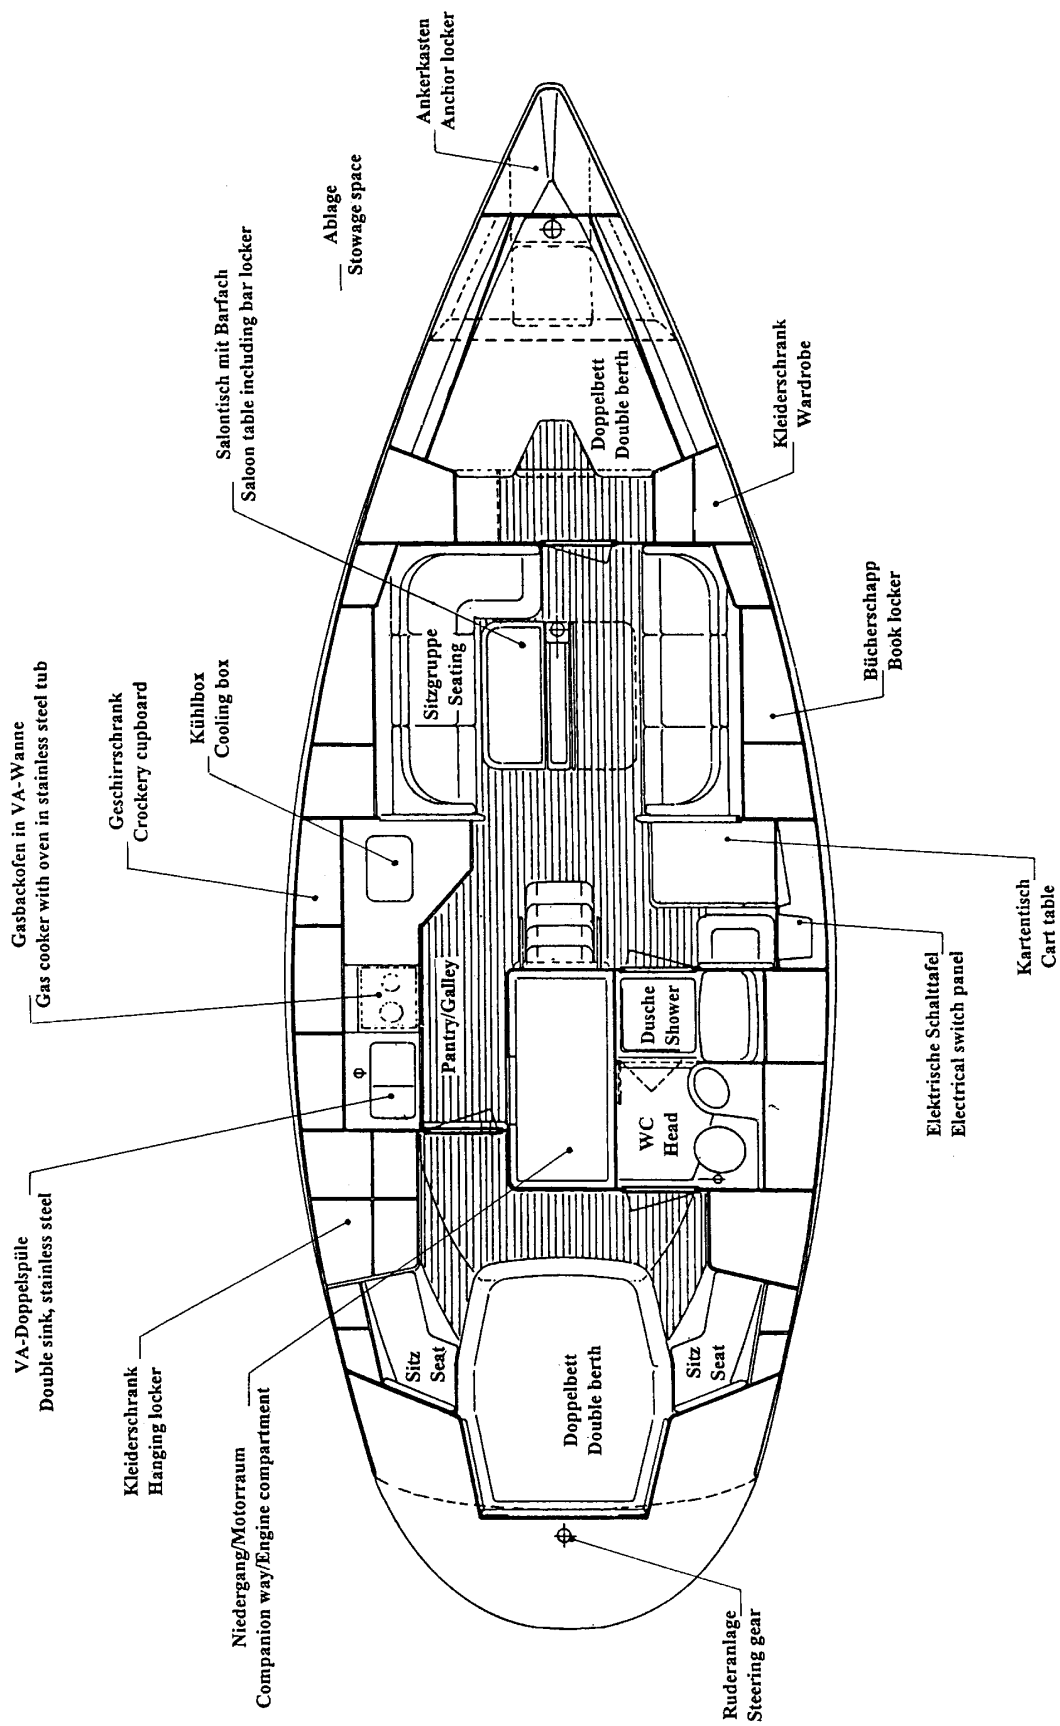 Gasbackofen in VA-Wanne
Gas cooker with oven in stainless steel tub
Geschirrschrank
Crockery cupboard
Kühlbox
Cooling box
Salontisch mit Barfach
Saloon table including bar locker
Ablage
Stowage space
Ankerkasten
Anchor locker
VA-Doppelspüle
Double sink, stainless steel
Kleiderschrank
Hanging locker
Niedergang/Motorraum
Companion way/Engine compartment
Ruderanlage
Steering gear
Sitz
Seat
Doppelbett
Double berth
Sitz
Seat
Pantry/Galley
WC
Head
Dusche
Shower
Sitzgruppe
Seating
Doppelbett
Double berth
Elektrische Schalttafel
Electrical switch panel
Kartentisch
Cart table
Bücherschapp
Book locker
Kleiderschrank
Wardrobe